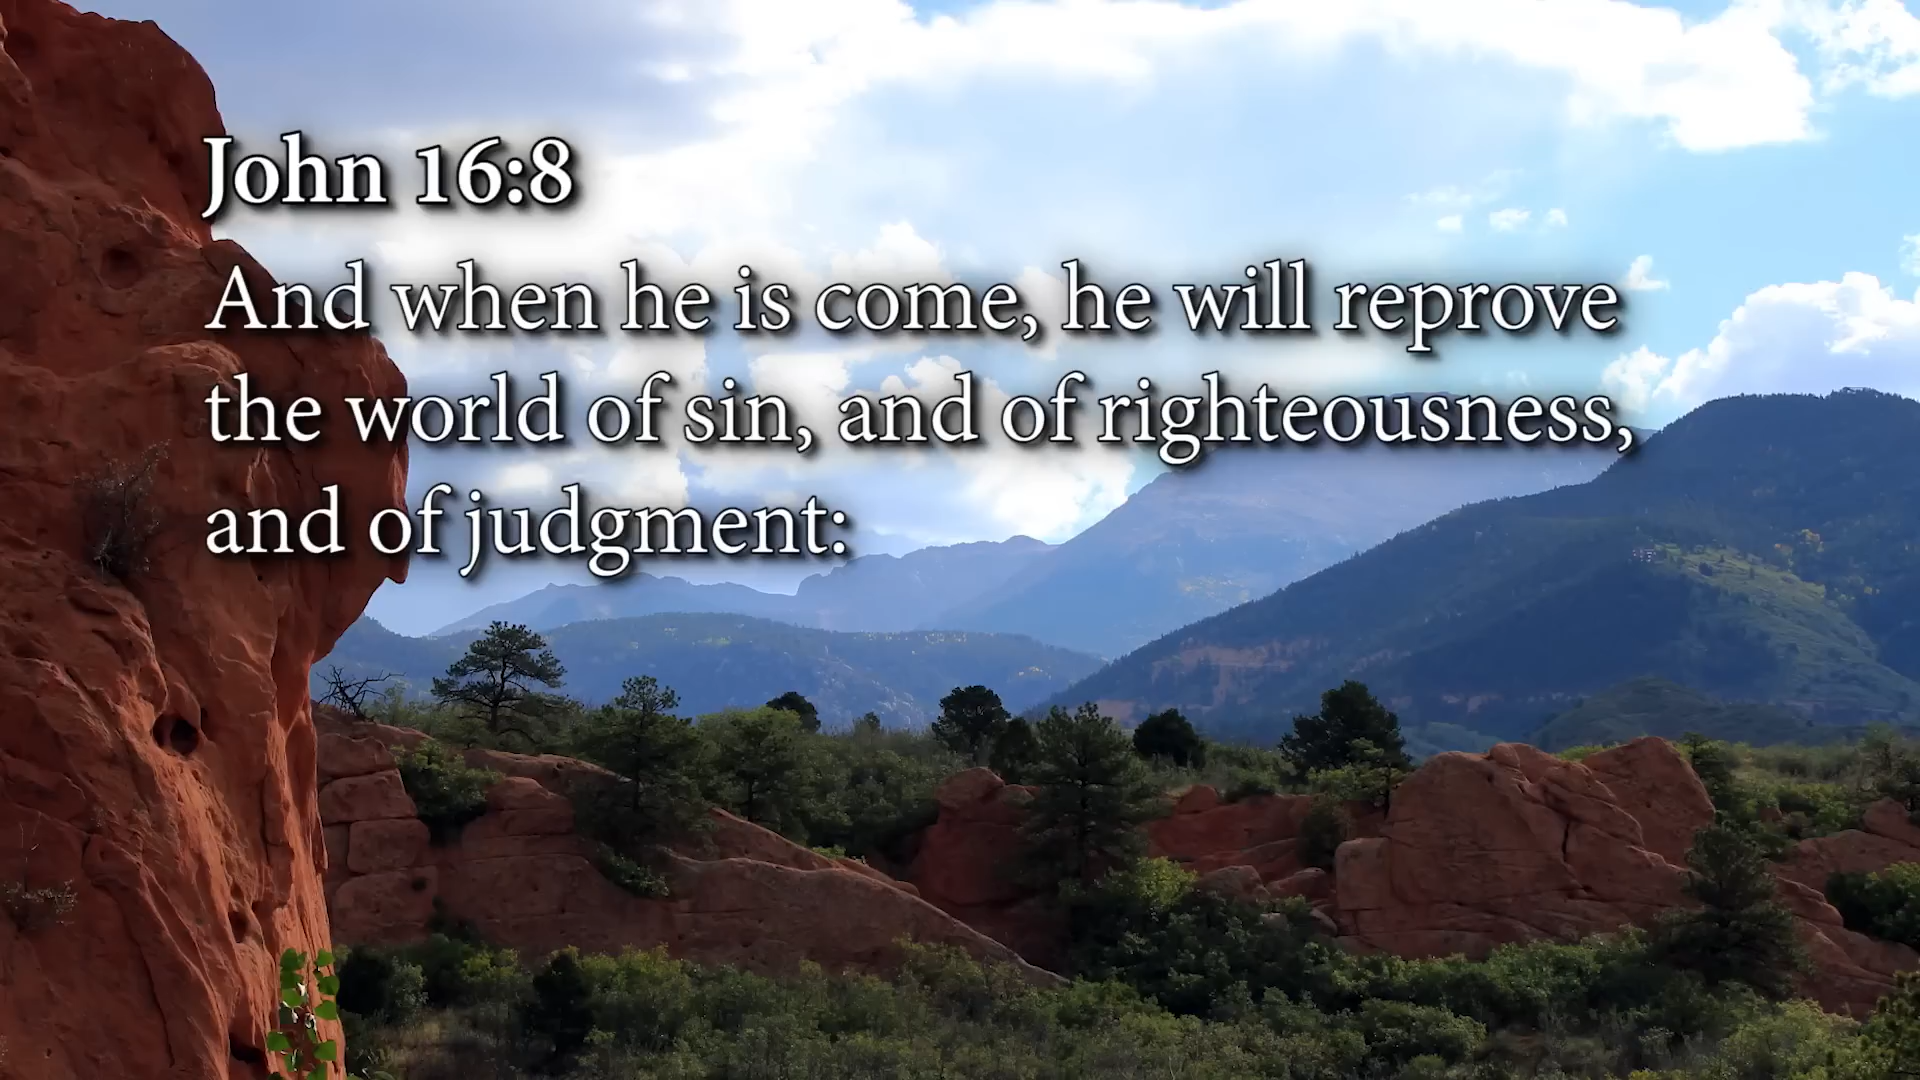 John 16:8
And when he is come, he will reprove
the world of sin, and of righteousness,
and of judgment: